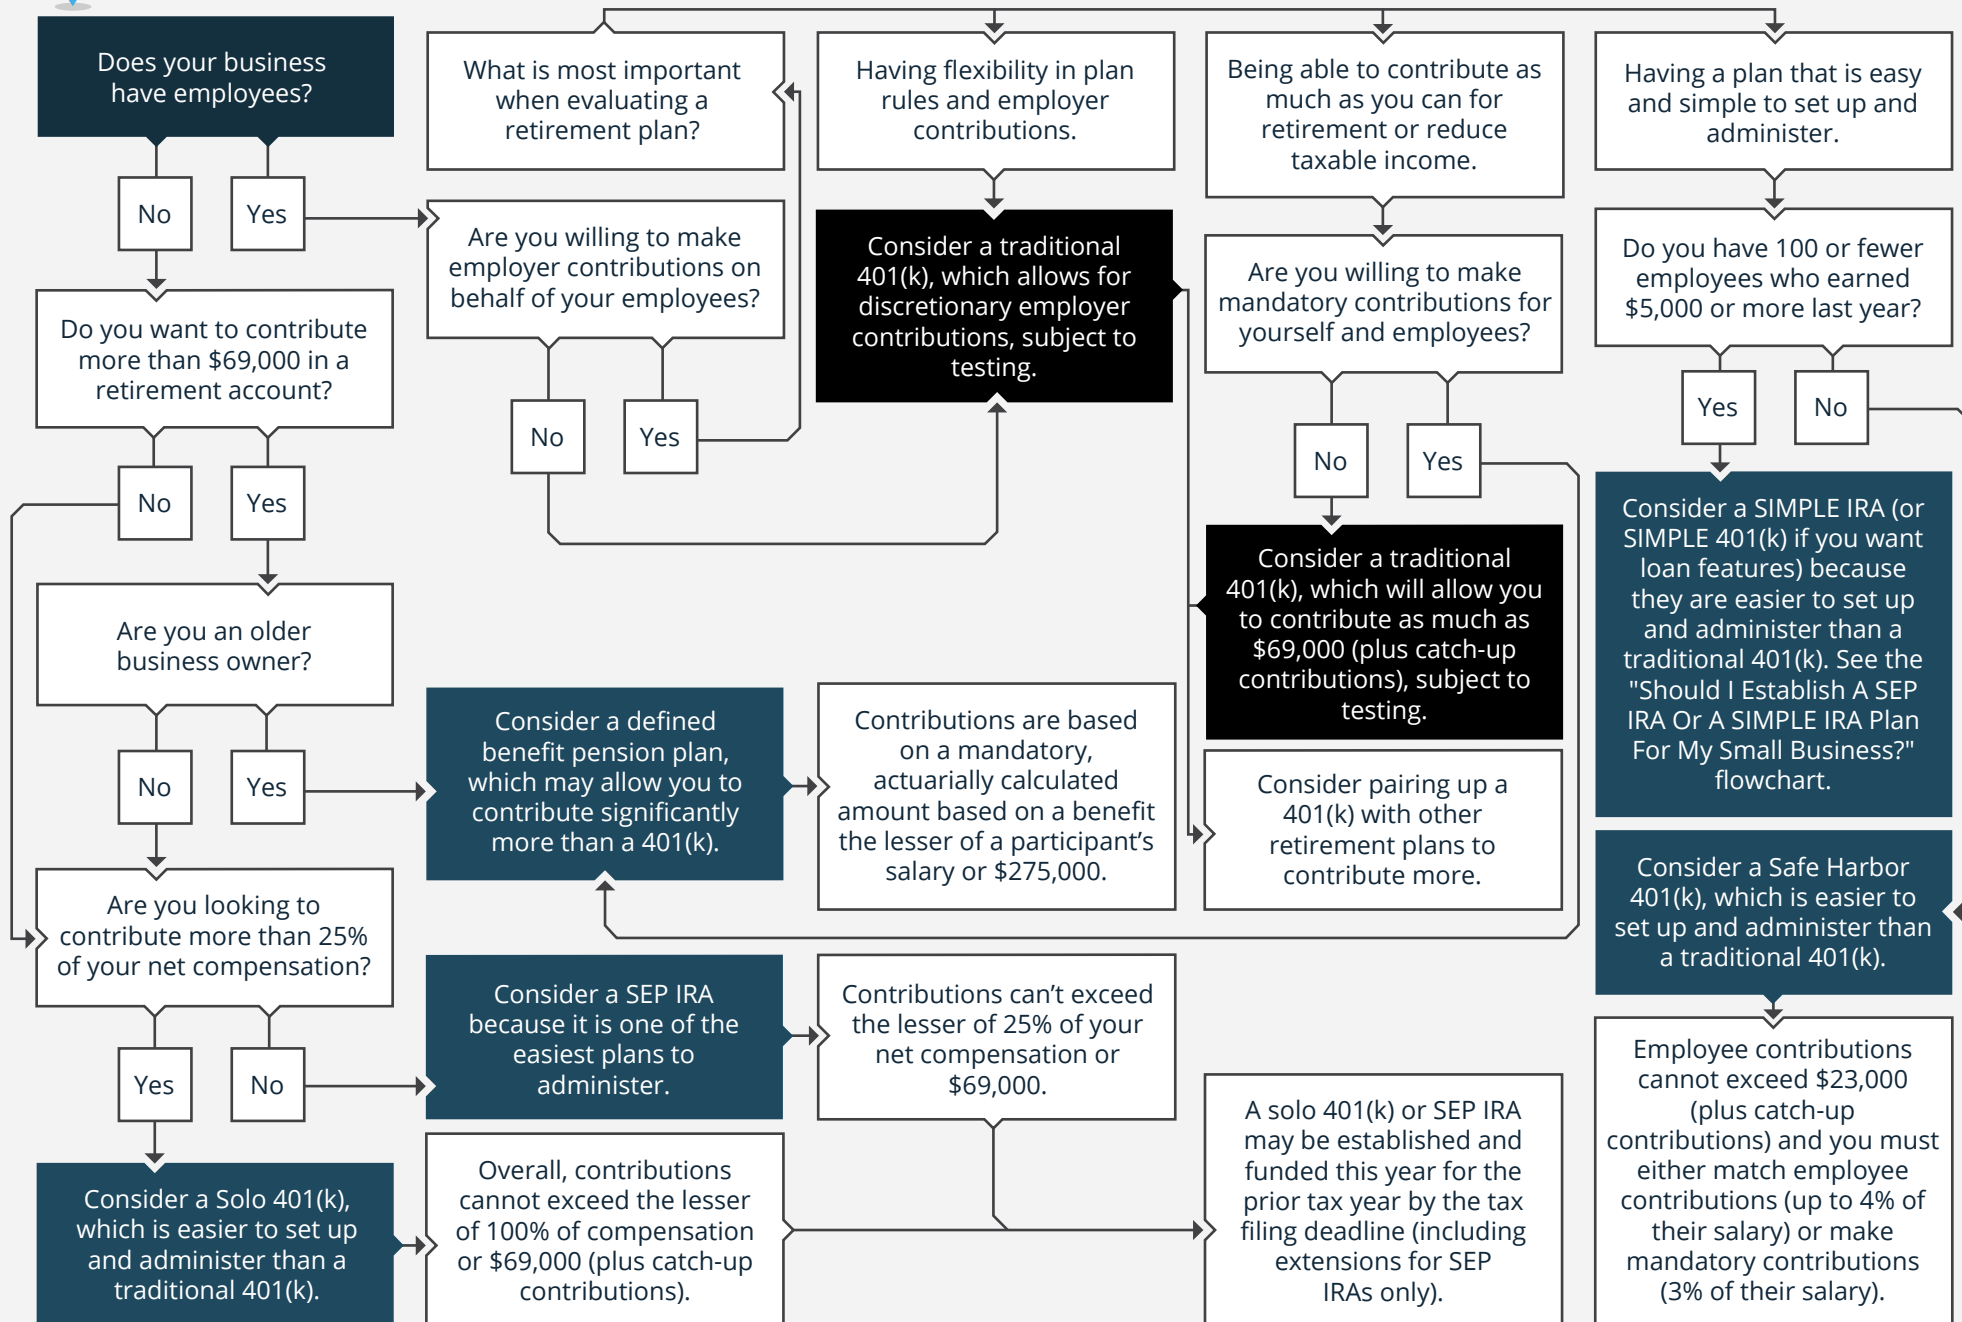 Does your business
have employees?
No
Yes
Do you want to contribute
more than $69,000 in a
retirement account?
No
Yes
Are you an older
business owner?
No
Yes
Are you looking to
contribute more than 25%
of your net compensation?
Yes
No
Consider a Solo 401(k),
which is easier to set up
and administer than a
traditional 401(k).
What is most important
when evaluating a
retirement plan?
Are you willing to make
employer contributions on
behalf of your employees?
No
Yes
Consider a defined
benefit pension plan,
which may allow you to
contribute significantly
more than a 401(k).
Consider a SEP IRA
because it is one of the
easiest plans to
administer.
Overall, contributions
cannot exceed the lesser
of 100% of compensation
or $69,000 (plus catch-up
contributions).
Having flexibility in plan
rules and employer
contributions.
Consider a traditional
401(k), which allows for
discretionary employer
contributions, subject to
testing.
Contributions are based
on a mandatory,
actuarially calculated
amount based on a benefit
the lesser of a participant’s
salary or $275,000.
Contributions can’t exceed
the lesser of 25% of your
net compensation or
$69,000.
Being able to contribute as
much as you can for
retirement or reduce
taxable income.
Are you willing to make
mandatory contributions for
yourself and employees?
No
Yes
Consider a traditional
401(k), which will allow you
to contribute as much as
$69,000 (plus catch-up
contributions), subject to
testing.
Consider pairing up a
401(k) with other
retirement plans to
contribute more.
A solo 401(k) or SEP IRA
may be established and
funded this year for the
prior tax year by the tax
filing deadline (including
extensions for SEP
IRAs only).
Having a plan that is easy
and simple to set up and
administer.
Do you have 100 or fewer
employees who earned
$5,000 or more last year?
Yes
No
Consider a SIMPLE IRA (or
SIMPLE 401(k) if you want
loan features) because
they are easier to set up
and administer than a
traditional 401(k). See the
"Should I Establish A SEP
IRA Or A SIMPLE IRA Plan
For My Small Business?"
flowchart.
Consider a Safe Harbor
401(k), which is easier to
set up and administer than
a traditional 401(k).
Employee contributions
cannot exceed $23,000
(plus catch-up
contributions) and you must
either match employee
contributions (up to 4% of
their salary) or make
mandatory contributions
(3% of their salary).